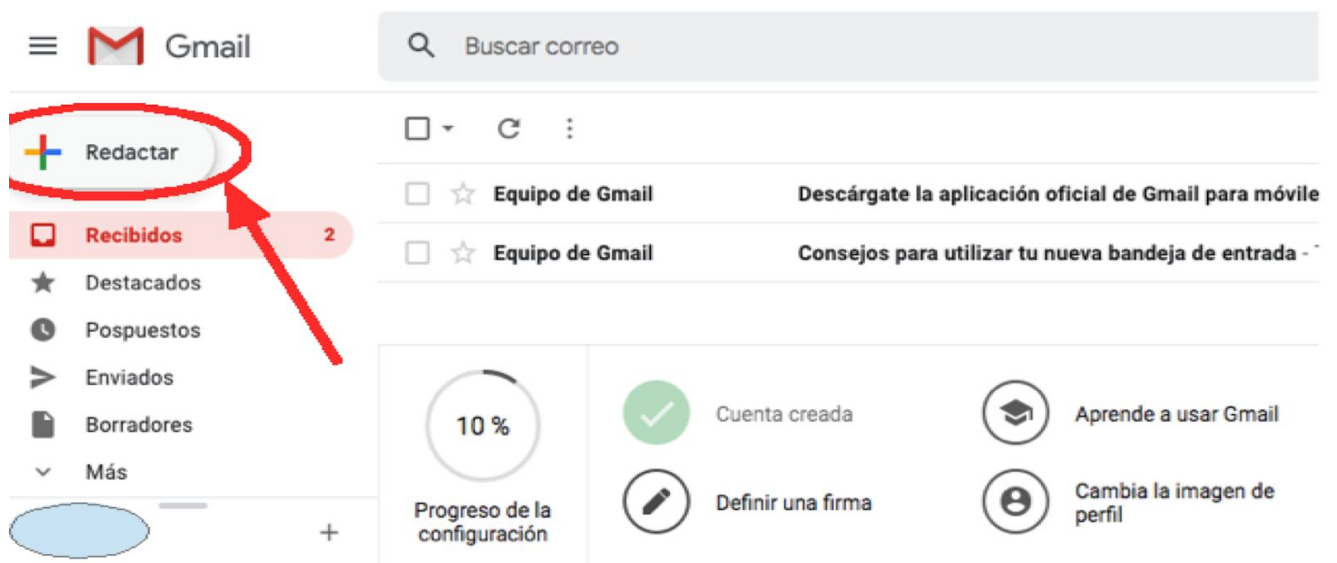 Gmail
Buscar correo
Redactar
Recibidos 2
Destacados
Pospuestos
Enviados
Borradores
Más
Equipo de Gmail Descárgate la aplicación oficial de Gmail para móvile
Equipo de Gmail Consejos para utilizar tu nueva bandeja de entrada -
10 %
Progreso de la
configuración
Cuenta creada
Definir una firma
Aprende a usar Gmail
Cambia la imagen de
perfil